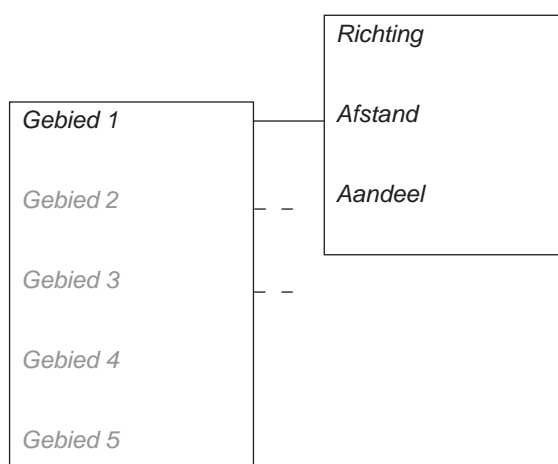 Richting
Afstand
Aandeel
Gebied 1
Gebied 2
Gebied 3
Gebied 4
Gebied 5